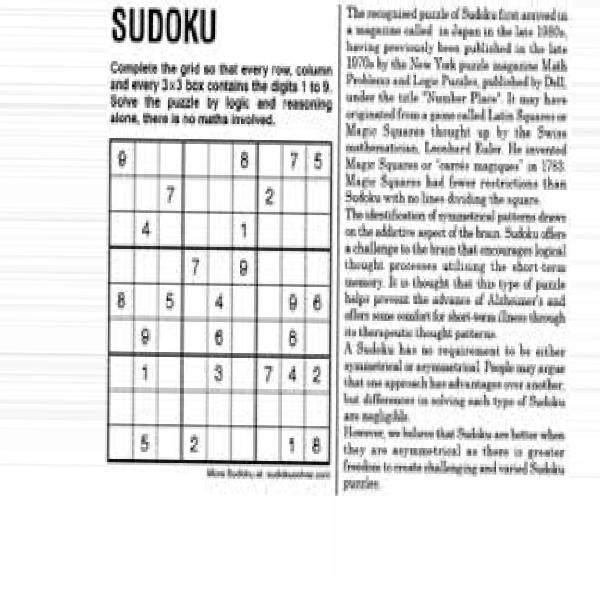 SUDOKU
Complete the grid so that every row, column
and every 3x3 box contains the digits 1 to 9.
Solve the puzzle by logic and reasoning
alone, there is no maths involved.
9 8 7 5
7 2
4 1
7 9
8 5 4 9 6
9 6 8
1 3 7 4 2
5 2 1 8
More Sudoku at sudokusolver.com
The recognised puzzle of Sudoku first arrived in
a magazine called in Japan in the late 1980s,
having previously been published in the late
1970s by the New York puzzle magazine Math
Problems and Logic Puzzles, published by Dell,
under the title "Number Place". It may have
originated from a game called Latin Squares or
Magic Squares thought up by the Swiss
mathematician, Leonhard Euler. He invented
Magic Squares or "carrés magiques" in 1783.
Magic Squares had fewer restrictions than
Sudoku with no lines dividing the square.
The identification of symmetrical patterns draws
on the addictive aspect of the brain. Sudoku offers
a challenge to the brain that encourages logical
thought processes utilising the short-term
memory. It is thought that this type of puzzle
helps prevent the advance of Alzheimer's and
offers some comfort for short-term illness through
its therapeutic thought patterns.
A Sudoku has no requirement to be either
symmetrical or asymmetrical. People may argue
that one approach has advantages over another,
but differences in solving each type of Sudoku
are negligible.
However, we believe that Sudoku are better when
they are asymmetrical as there is greater
freedom to create challenging and varied Sudoku
puzzles.